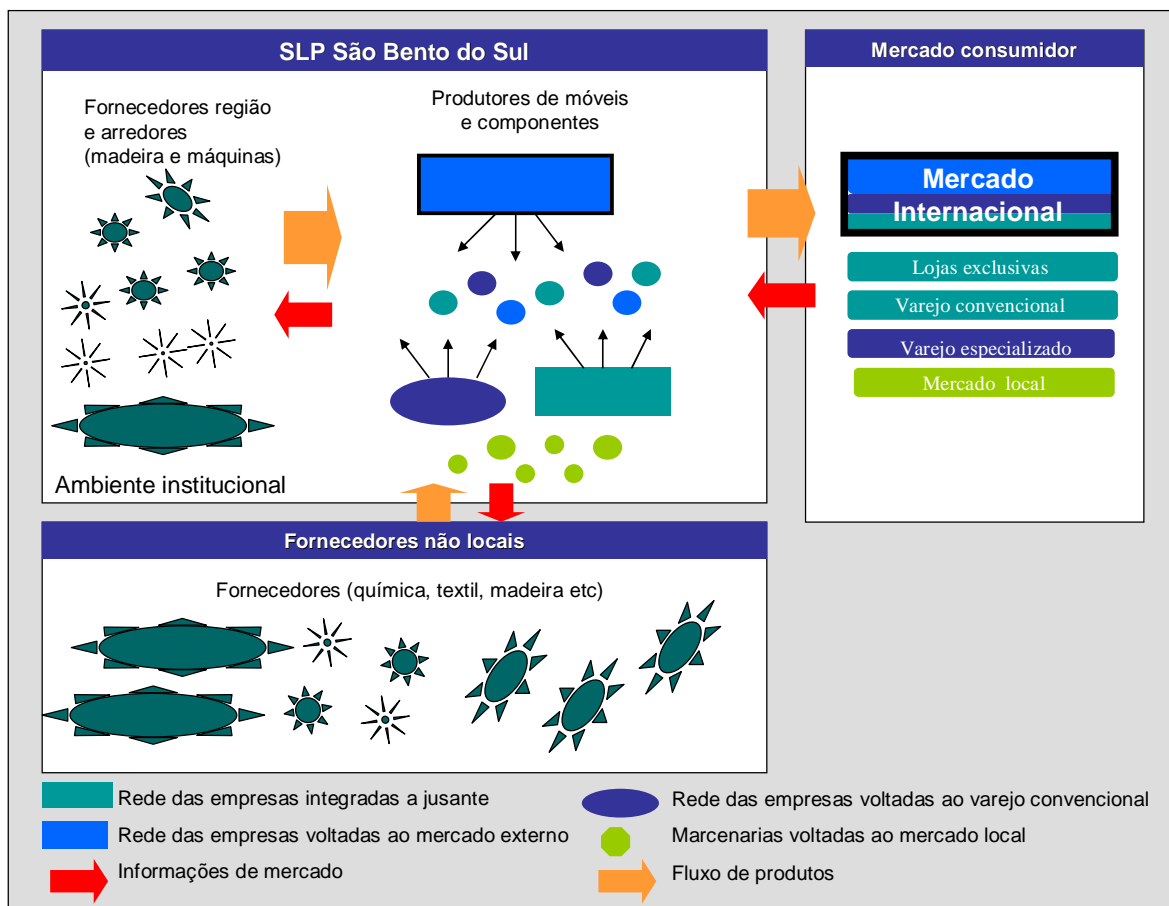 SLP São Bento do Sul
Fornecedores região
e arredores
(madeira e máquinas)
Produtores de móveis
e componentes
Ambiente institucional
Mercado consumidor
Mercado
Internacional
Lojas exclusivas
Varejo convencional
Varejo especializado
Mercado local
Fornecedores não locais
Fornecedores (química, textil, madeira etc)
Rede das empresas integradas a jusante
Rede das empresas voltadas ao varejo convencional
Rede das empresas voltadas ao mercado externo
Marcenarias voltadas ao mercado local
Informações de mercado
Fluxo de produtos